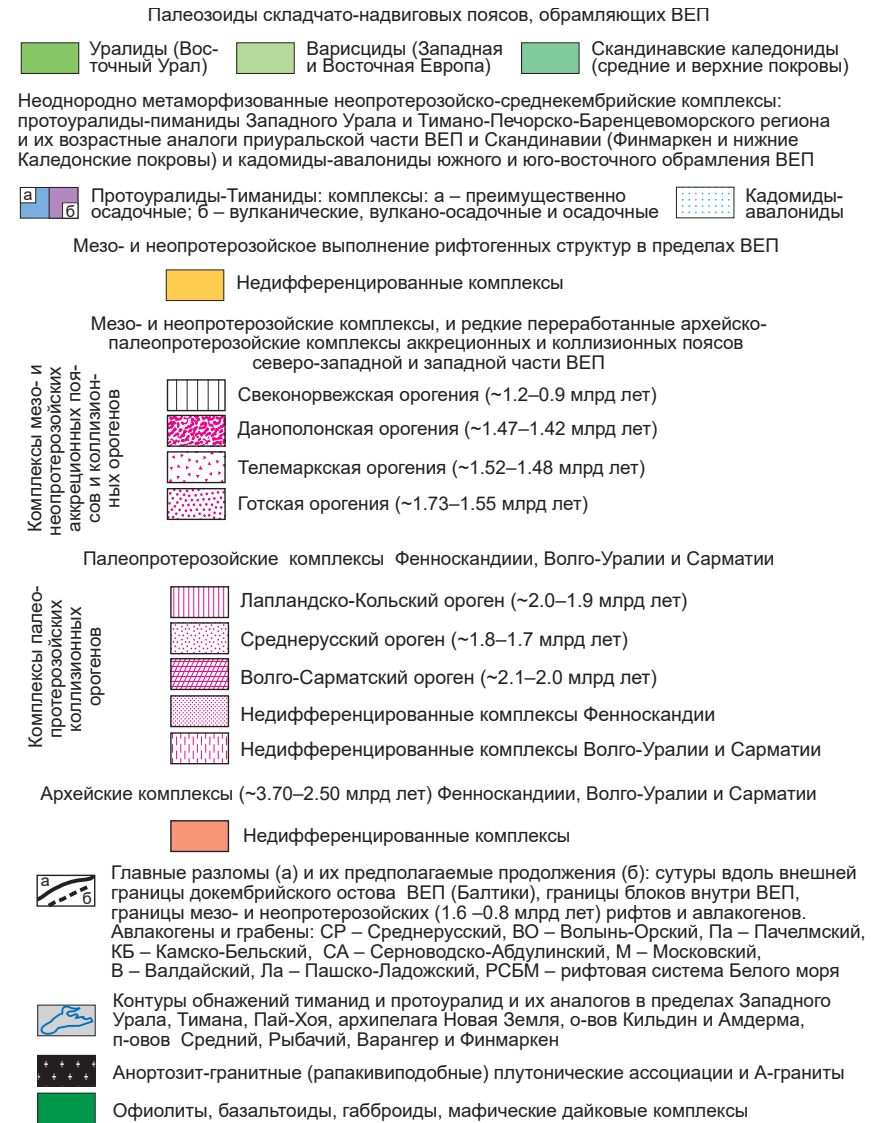 Палеозоиды складчато-надвиговых поясов, обрамляющих ВЕП
Уралиды (Вос-
точный Урал)
Варисциды (Западная
и Восточная Европа)
Скандинавские каледониды
(средние и верхние покровы)
Неоднородно метаморфизованные неопротерозойско-среднекембрийские комплексы:
протоуралиды-пиманиды Западного Урала и Тимано-Печорско-Баренцевоморского региона
и их возрастные аналоги приуральской части ВЕП и Скандинавии (Финмаркен и нижние
Каледонские покровы) и кадомиды-авалониды южного и юго-восточного обрамления ВЕП
а
б
Протоуралиды-Тиманиды: комплексы: а – преимущественно
осадочные; б – вулканические, вулкано-осадочные и осадочные
Кадомиды-
авалониды
Мезо- и неопротерозойское выполнение рифтогенных структур в пределах ВЕП
Недифференцированные комплексы
Мезо- и неопротерозойские комплексы, и редкие переработанные архейско-
палеопротерозойские комплексы аккреционных и коллизионных поясов
северо-западной и западной части ВЕП
Комплексы мезо- и
неопротерозойских
аккреционных поя-
сов и коллизион-
ных орогенов
Свеконорвежская орогения (~1.2–0.9 млрд лет)
Данополонская орогения (~1.47–1.42 млрд лет)
Телемаркская орогения (~1.52–1.48 млрд лет)
Готская орогения (~1.73–1.55 млрд лет)
Палеопротерозойские комплексы Фенноскандиии, Волго-Уралии и Сарматии
Комплексы палео-
протерозойских
коллизионных
орогенов
Лапландско-Кольский ороген (~2.0–1.9 млрд лет)
Среднерусский ороген (~1.8–1.7 млрд лет)
Волго-Сарматский ороген (~2.1–2.0 млрд лет)
Недифференцированные комплексы Фенноскандии
Недифференцированные комплексы Волго-Уралии и Сарматии
Архейские комплексы (~3.70–2.50 млрд лет) Фенноскандиии, Волго-Уралии и Сарматии
Недифференцированные комплексы
а
б
Главные разломы (а) и их предполагаемые продолжения (б): сутуры вдоль внешней
границы докембрийского остова ВЕП (Балтики), границы блоков внутри ВЕП,
границы мезо- и неопротерозойских (1.6 –0.8 млрд лет) рифтов и авлакогенов.
Авлакогены и грабены: СР – Среднерусский, ВО – Волынь-Орский, Па – Пачелмский,
КБ – Камско-Бельский, СА – Серноводско-Абдулинский, М – Московский,
В – Валдайский, Ла – Пашско-Ладожский, РСБМ – рифтовая система Белого моря
Контуры обнажений тиманид и протоуралид и их аналогов в пределах Западного
Урала, Тимана, Пай-Хоя, архипелага Новая Земля, о-вов Кильдин и Амдерма,
п-овов Средний, Рыбачий, Варангер и Финмаркен
Анортозит-гранитные (рапакивиподобные) плутонические ассоциации и А-граниты
Офиолиты, базальтоиды, габброиды, мафические дайковые комплексы